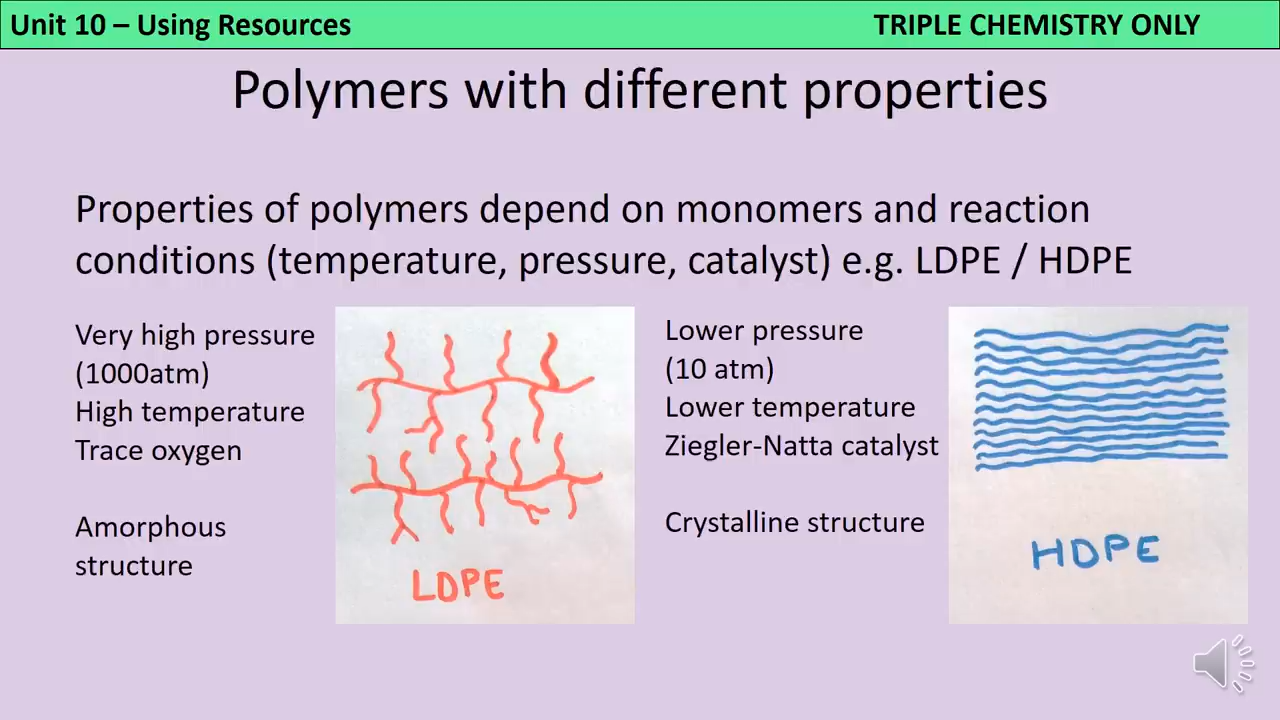 Unit 10 – Using Resources
TRIPLE CHEMISTRY ONLY
Polymers with different properties
Properties of polymers depend on monomers and reaction
conditions (temperature, pressure, catalyst) e.g. LDPE / HDPE
Very high pressure
(1000atm)
High temperature
Trace oxygen
Amorphous
structure
LDPE
Lower pressure
(10 atm)
Lower temperature
Ziegler-Natta catalyst
Crystalline structure
HDPE